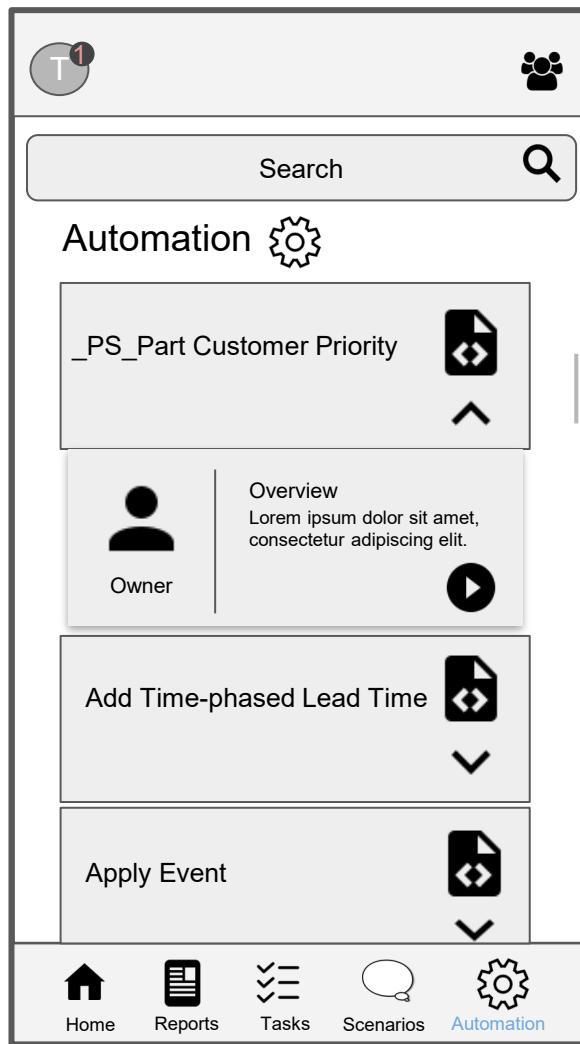 T
1
Search
Automation
_PS_Part Customer Priority
Overview
Lorem ipsum dolor sit amet,
consectetur adipiscing elit.
Owner
Add Time-phased Lead Time
Apply Event
Home
Reports
Tasks
Scenarios
Automation